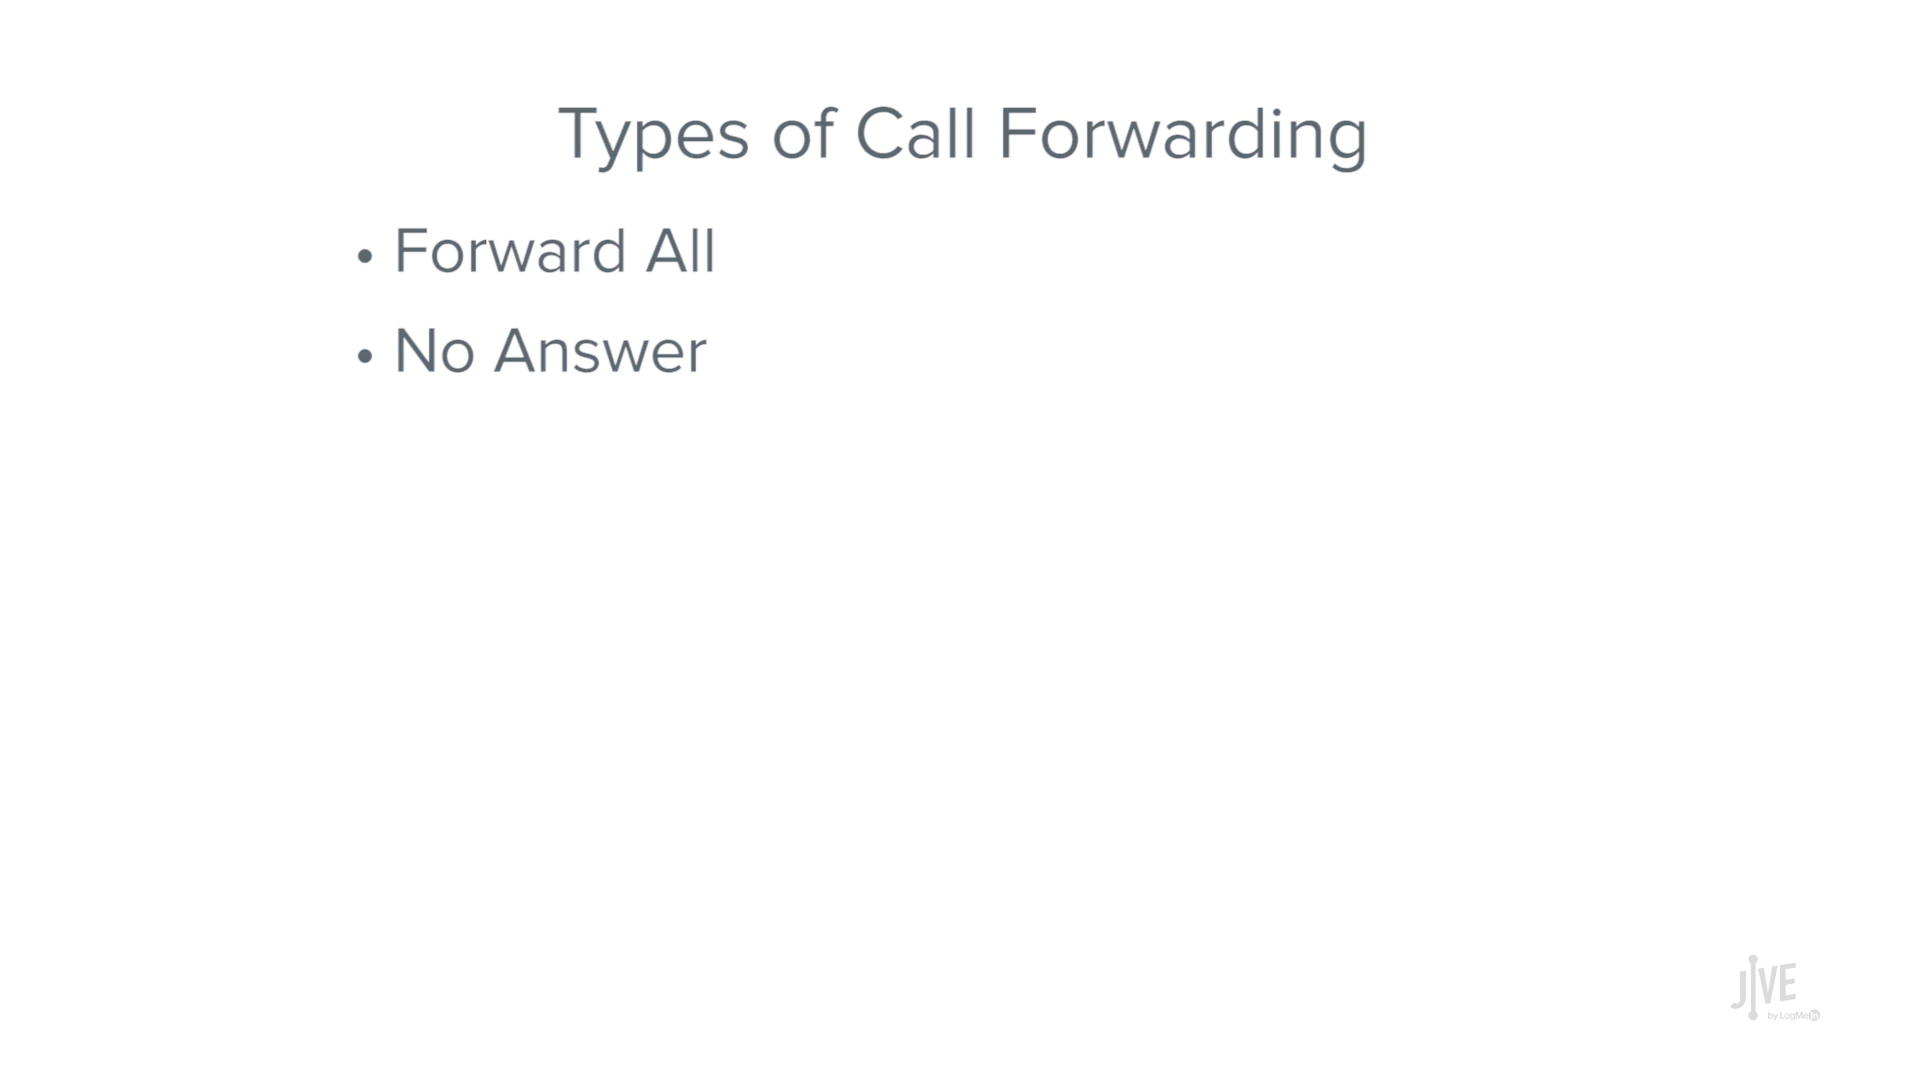 Types of Call Forwarding
• Forward All
• No Answer
JIVE
by LogMeIn